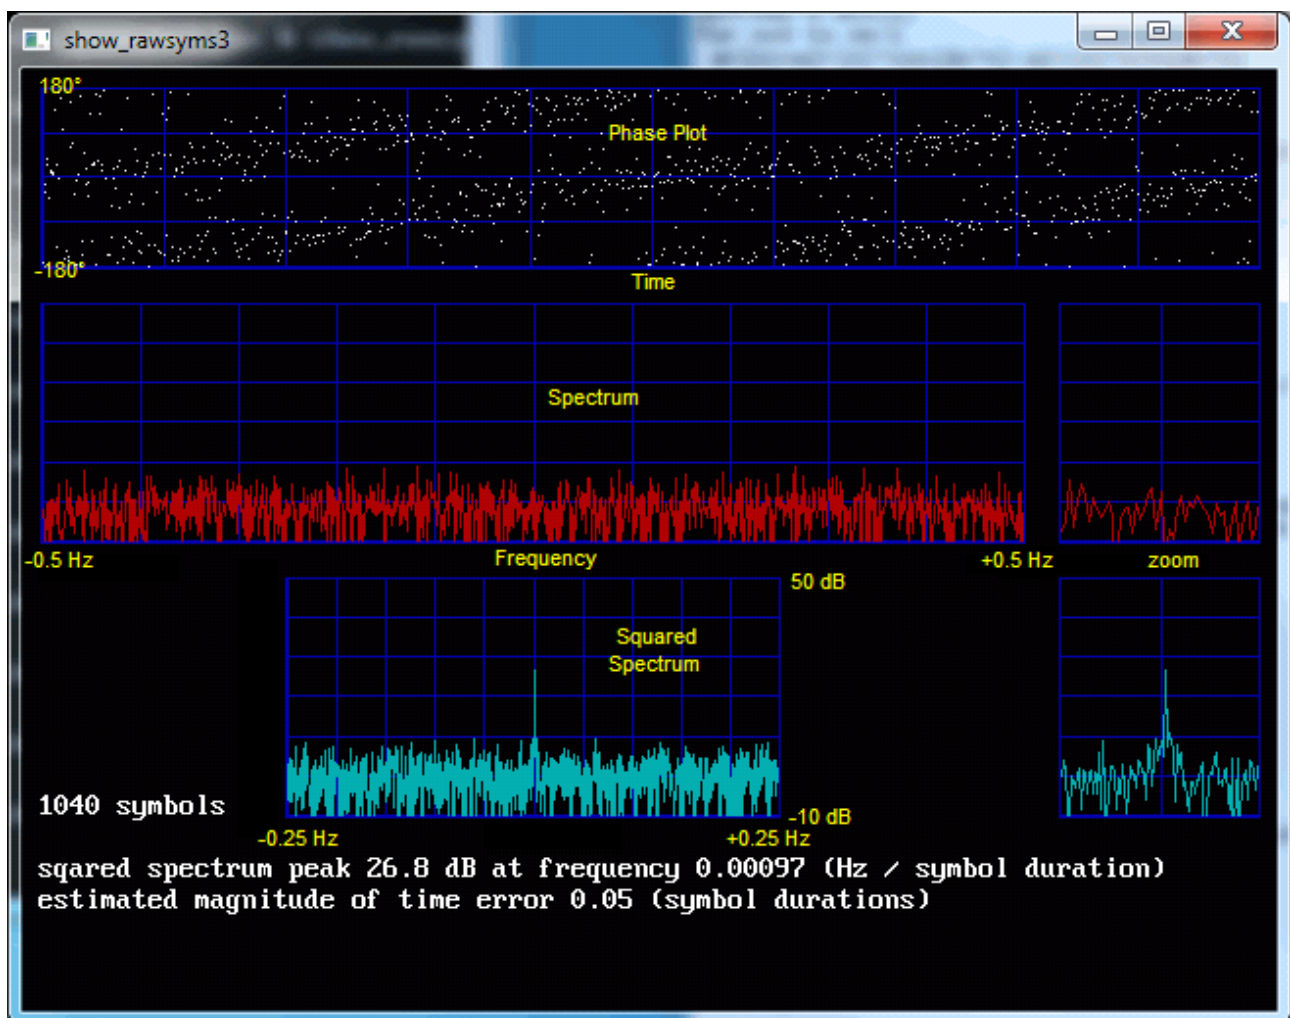 show_rawsyms3
180°
Phase Plot
-180°
Time
Spectrum
-0.5 Hz
Frequency
+0.5 Hz
zoom
50 dB
Squared
Spectrum
1040 symbols
-10 dB
-0.25 Hz
+0.25 Hz
sqared spectrum peak 26.8 dB at frequency 0.00097 (Hz / symbol duration)
estimated magnitude of time error 0.05 (symbol durations)